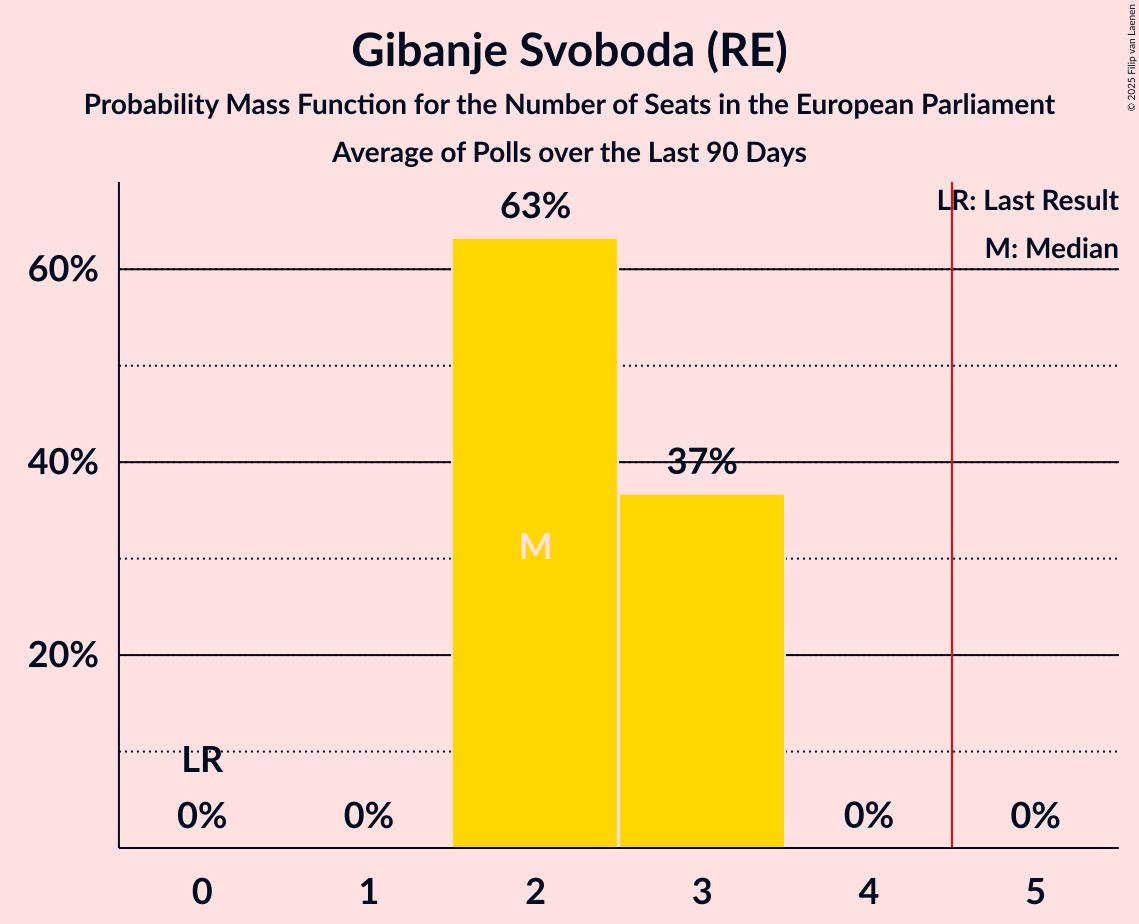 Gibanje Svoboda (RE)
Probability Mass Function for the Number of Seats in the European Parliament
Average of Polls over the Last 90 Days
© 2025 Filip van Laenen
LR: Last Result
M: Median
63%
60%
40%
37%
M
20%
LR
0% 0% 0% 0%
0 1 2 3 4 5